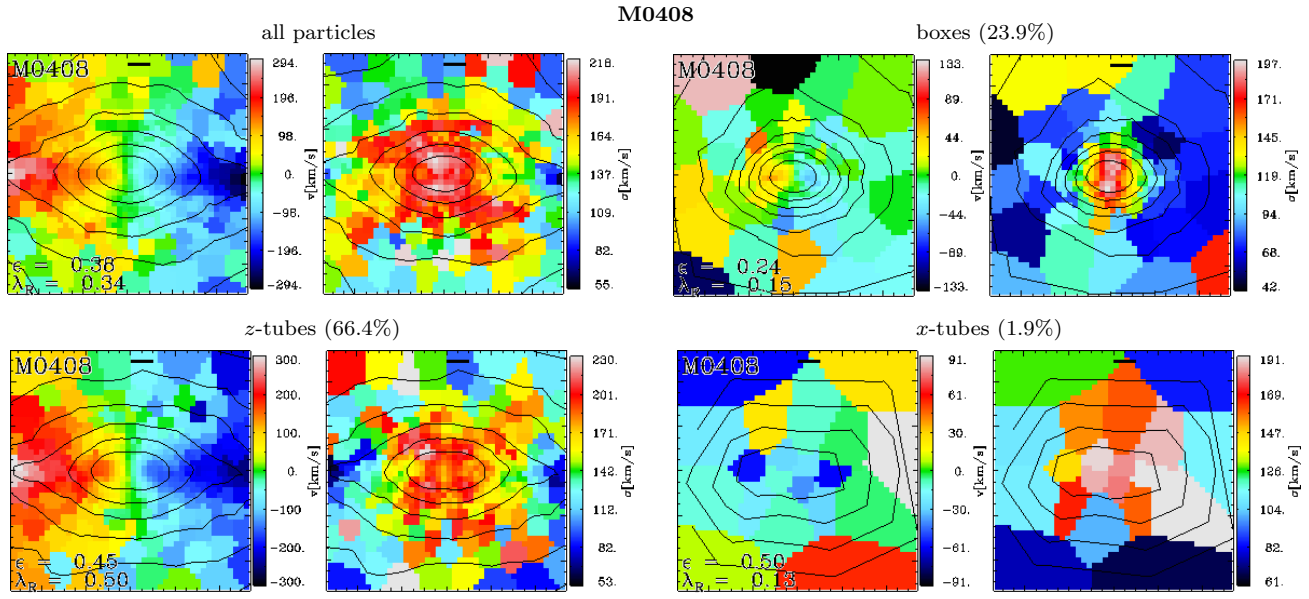 M0408
all particles
boxes (23.9%)
M0408
ϵ = 0.38
λR = 0.34
294.
196.
98.
0.
-98.
-196.
-294.
v[km/s]
218.
191.
164.
137.
109.
82.
55.
σ[km/s]
M0408
ϵ = 0.24
λR = 0.15
133.
89.
44.
0.
-44.
-89.
-133.
v[km/s]
197.
171.
145.
119.
94.
68.
42.
σ[km/s]
z-tubes (66.4%)
x-tubes (1.9%)
M0408
ϵ = 0.45
λR = 0.50
300.
200.
100.
0.
-100.
-200.
-300.
v[km/s]
230.
201.
171.
142.
112.
82.
53.
σ[km/s]
M0408
ϵ = 0.50
λR = 0.13
91.
61.
30.
0.
-30.
-61.
-91.
v[km/s]
191.
169.
147.
126.
104.
82.
61.
σ[km/s]